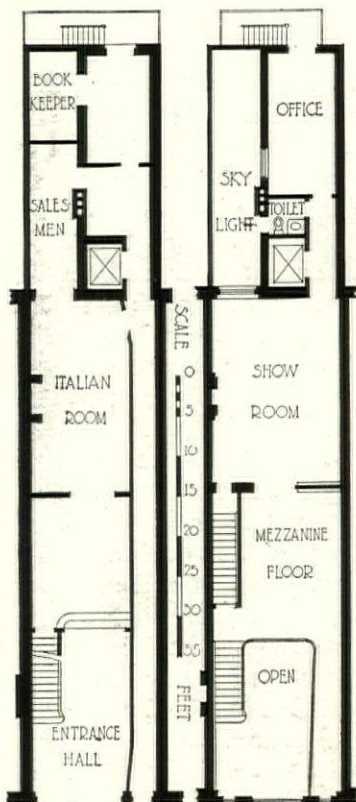 BOOK
KEEPER
SALES
MEN
ITALIAN
ROOM
ENTRANCE
HALL
SCALE
0
5
10
15
20
25
30
35
FEET
OFFICE
SKY
LIGHT
TOILET
SHOW
ROOM
MEZZANINE
FLOOR
OPEN